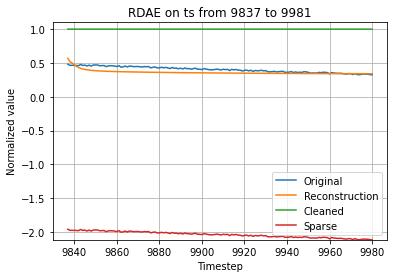 RDAE on ts from 9837 to 9981
1.0
0.5
0.0
−0.5
−1.0
−1.5
−2.0
Normalized value
Original
Reconstruction
Cleaned
Sparse
9840 9860 9880 9900 9920 9940 9960 9980
Timestep